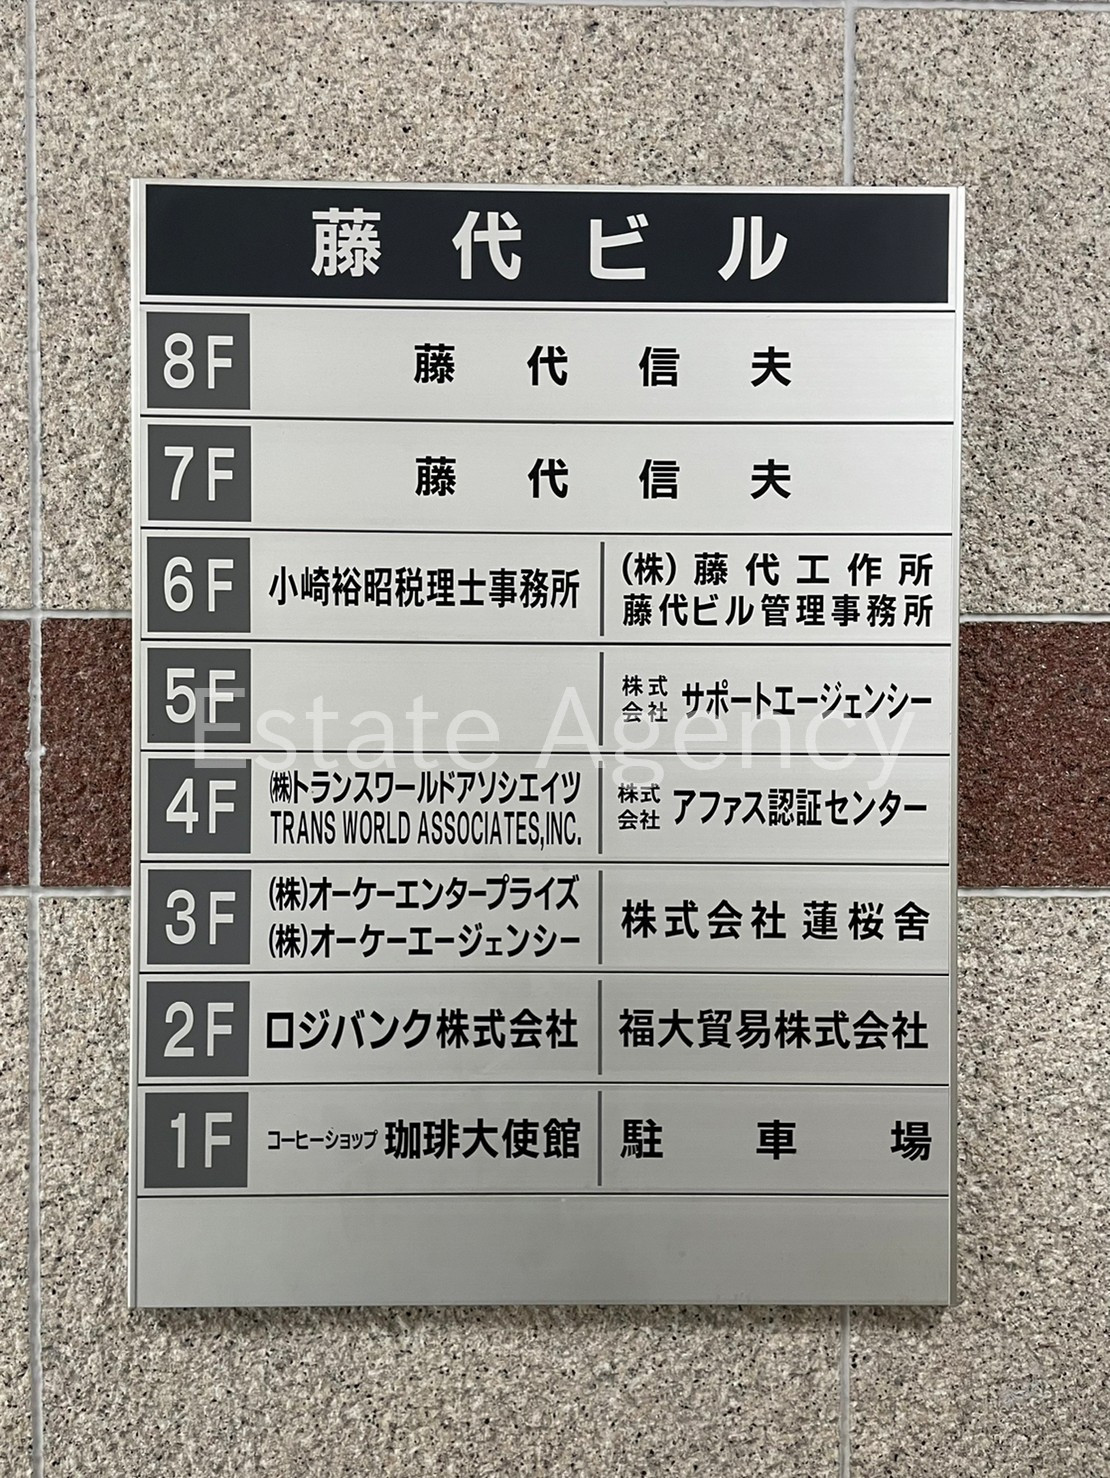 藤代ビル
8F 藤代信夫
7F 藤代信夫
6F 小崎裕昭税理士事務所 (株)藤代工作所
藤代ビル管理事務所
5F 株式会社 サポートエージェンシー
Estate Agency
4F ㈱トランスワールドアソシエイツ
TRANS WORLD ASSOCIATES,INC.
株式会社 アファス認証センター
3F (株)オーケーエンタープライズ
(株)オーケーエージェンシー
株式会社 蓮桜舎
2F ロジバンク株式会社 福大貿易株式会社
1F コーヒーショップ 珈琲大使館 駐車場